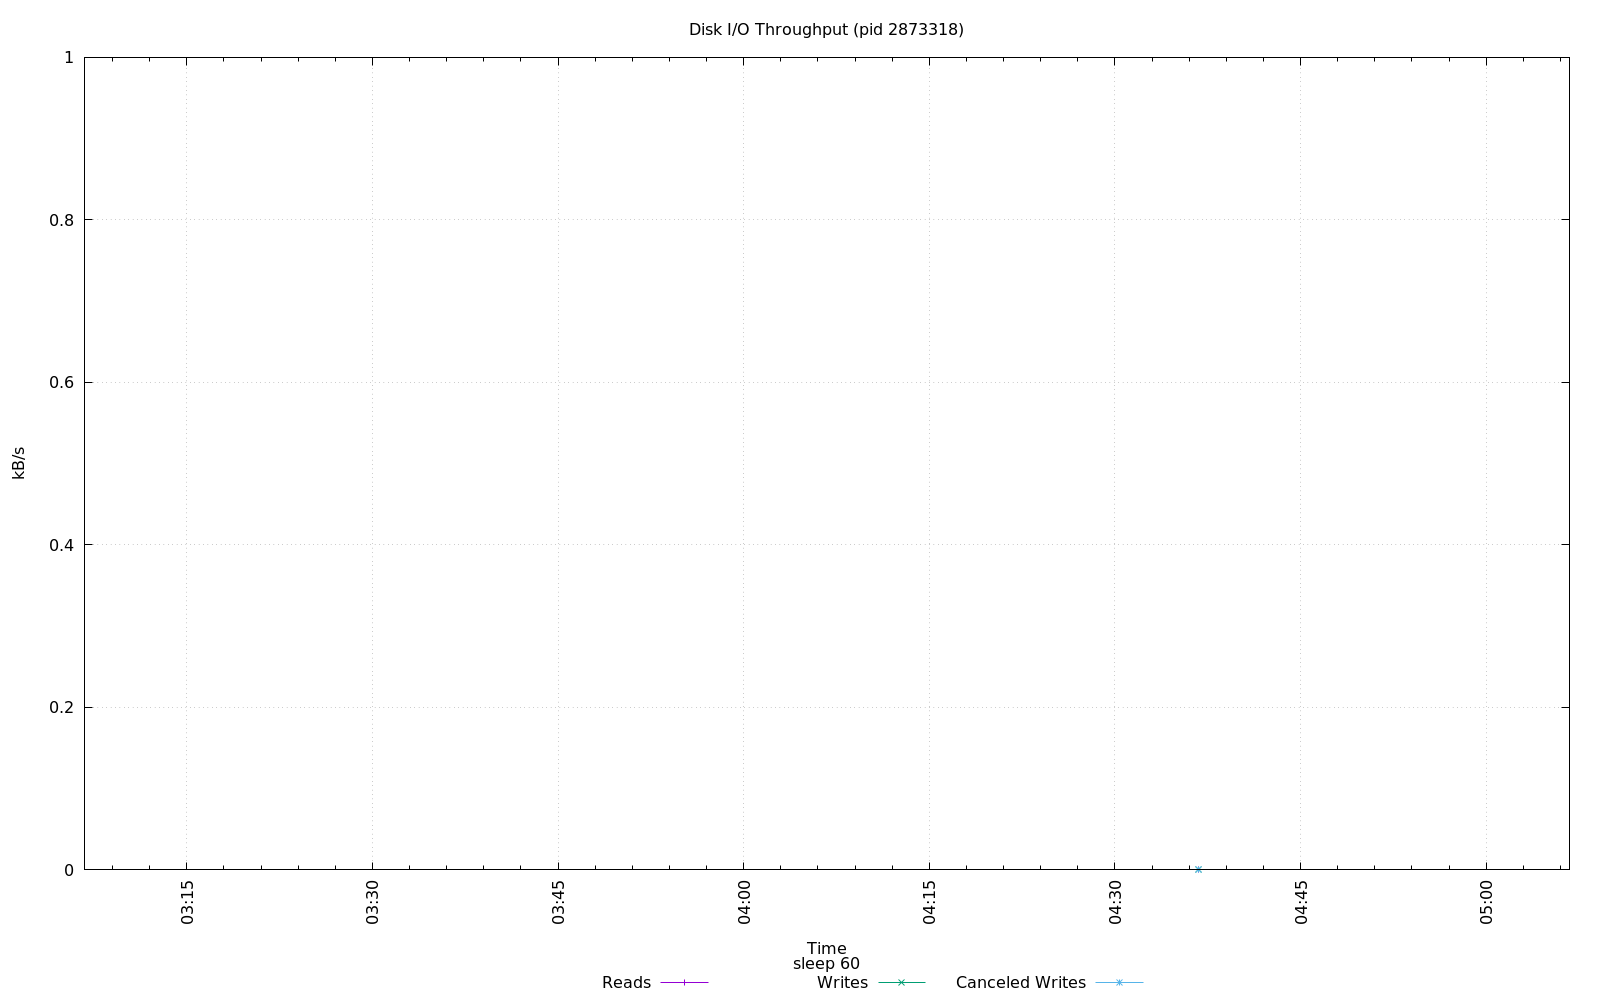 Disk I/O Throughput (pid 2873318)
1
0.8
0.6
0.4
0.2
0
kB/s
03:15
03:30
03:45
04:00
04:15
04:30
04:45
05:00
Time
sleep 60
Reads
Writes
Canceled Writes